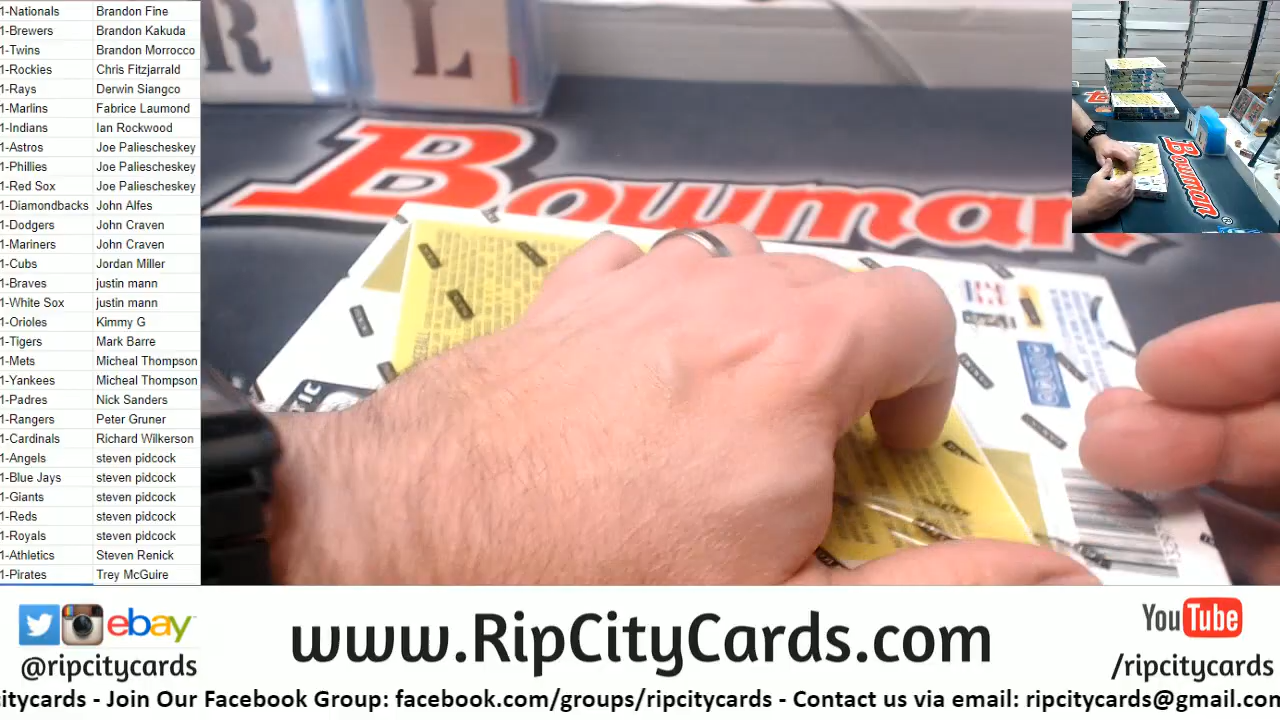 1-Nationals Brandon Fine
1-Brewers Brandon Kakuda
1-Twins Brandon Morrocco
1-Rockies Chris Fitzjarrald
1-Rays Derwin Siangco
1-Marlins Fabrice Laumond
1-Indians Ian Rockwood
1-Astros Joe Paliescheskey
1-Phillies Joe Paliescheskey
1-Red Sox Joe Paliescheskey
1-Diamondbacks John Alfes
1-Dodgers John Craven
1-Mariners John Craven
1-Cubs Jordan Miller
1-Braves justin mann
1-White Sox justin mann
1-Orioles Kimmy G
1-Tigers Mark Barre
1-Mets Micheal Thompson
1-Yankees Micheal Thompson
1-Padres Nick Sanders
1-Rangers Peter Gruner
1-Cardinals Richard Wilkerson
1-Angels steven pidcock
1-Blue Jays steven pidcock
1-Giants steven pidcock
1-Reds steven pidcock
1-Royals steven pidcock
1-Athletics Steven Renick
1-Pirates Trey McGuire
R L
Bowman
Bowman
ebay
@ripcitycards
www.RipCityCards.com
YouTube
/ripcitycards
citycards - Join Our Facebook Group: facebook.com/groups/ripcitycards - Contact us via email: ripcitycards@gmail.com